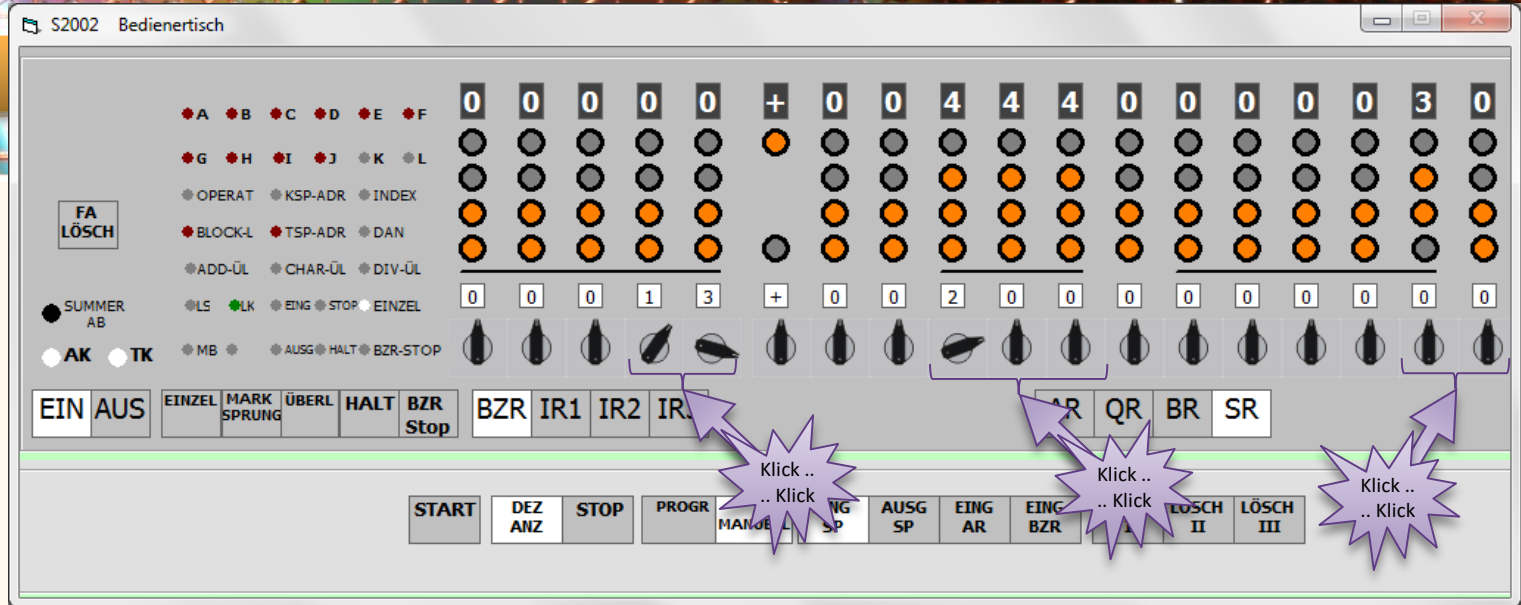 S2002 Bedienertisch
0 0 0 0 0 + 0 0 4 4 4 0 0 0 0 0 3 0
A B C D E F
G H I J K L
OPERAT KSP-ADR INDEX
FA
LÖSCH
BLOCK-L TSP-ADR DAN
ADD-ÜL CHAR-ÜL DIV-ÜL
0 0 0 1 3 + 0 0 2 0 0 0 0 0 0 0 0 0
SUMMER
AB
LS LK EING STOP EINZEL
AK TK
MB AUSG HALT BZR-STOP
EIN AUS
EINZEL
MARK
SPRUNG
ÜBERL
HALT
BZR
Stop
BZR IR1 IR2
AR QR BR SR
Klick ..
.. Klick
Klick ..
.. Klick
Klick ..
.. Klick
START
DEZ
ANZ
STOP
PROGR
SP
AUSG
SP
EING
AR
EING
BZR
LÖSCH
II
LÖSCH
III